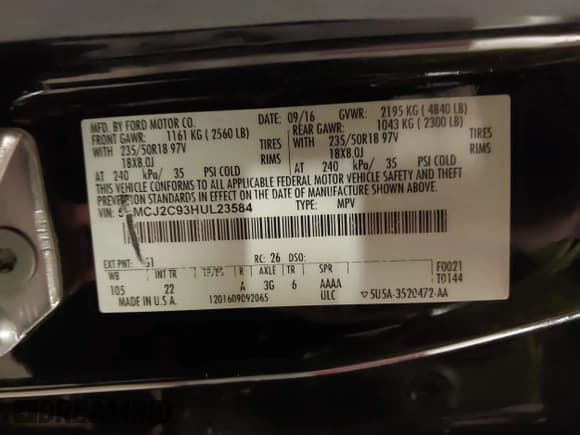 MFD. BY FORD MOTOR CO.
DATE: 09/16 GVWR: 2195 KG ( 4840 LB)
FRONT GAWR: 1161 KG ( 2560 LB)
REAR GAWR: 1043 KG ( 2300 LB)
WITH 235/50R18 97V TIRES
WITH 235/50R18 97V TIRES
18X8.0J RIMS
18X8.0J RIMS
AT 240 kPa/ 35 PSI COLD
AT 240 kPa/ 35 PSI COLD
THIS VEHICLE CONFORMS TO ALL APPLICABLE FEDERAL MOTOR VEHICLE SAFETY AND THEFT
PREVENTION STANDARDS IN EFFECT ON THE DATE OF MANUFACTURE SHOWN ABOVE.
VIN: MCJ2C93HUL23584 TYPE: MPV
EXT PNT: G1 RC: 26 DSO:
F0021
WB INT TR R AXLE TR SPR
T0144
105 22 A 3G 6 AAAA
MADE IN U.S.A. 1201609092065 ULC 5U5A-3520472-AA